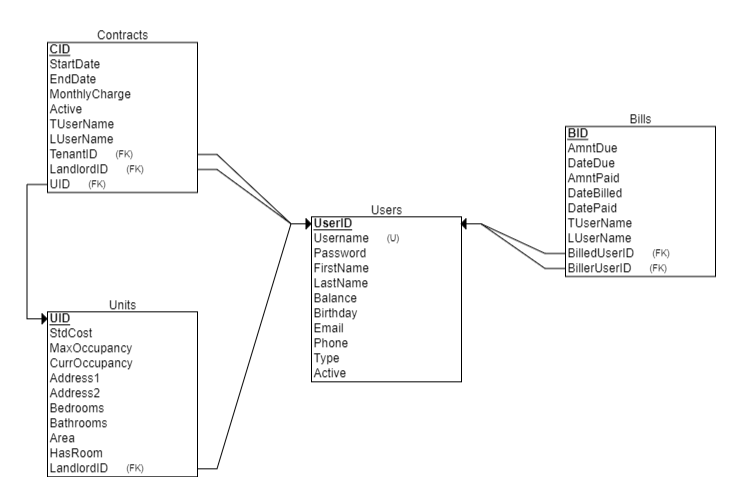 Contracts
CID
StartDate
EndDate
MonthlyCharge
Active
TUserName
LUserName
TenantID (FK)
LandlordID (FK)
UID (FK)
Units
UID
StdCost
MaxOccupancy
CurrOccupancy
Address1
Address2
Bedrooms
Bathrooms
Area
HasRoom
LandlordID (FK)
Users
UserID
Username (U)
Password
FirstName
LastName
Balance
Birthday
Email
Phone
Type
Active
Bills
BID
AmntDue
DateDue
AmntPaid
DateBilled
DatePaid
TUserName
LUserName
BilledUserID (FK)
BillerUserID (FK)